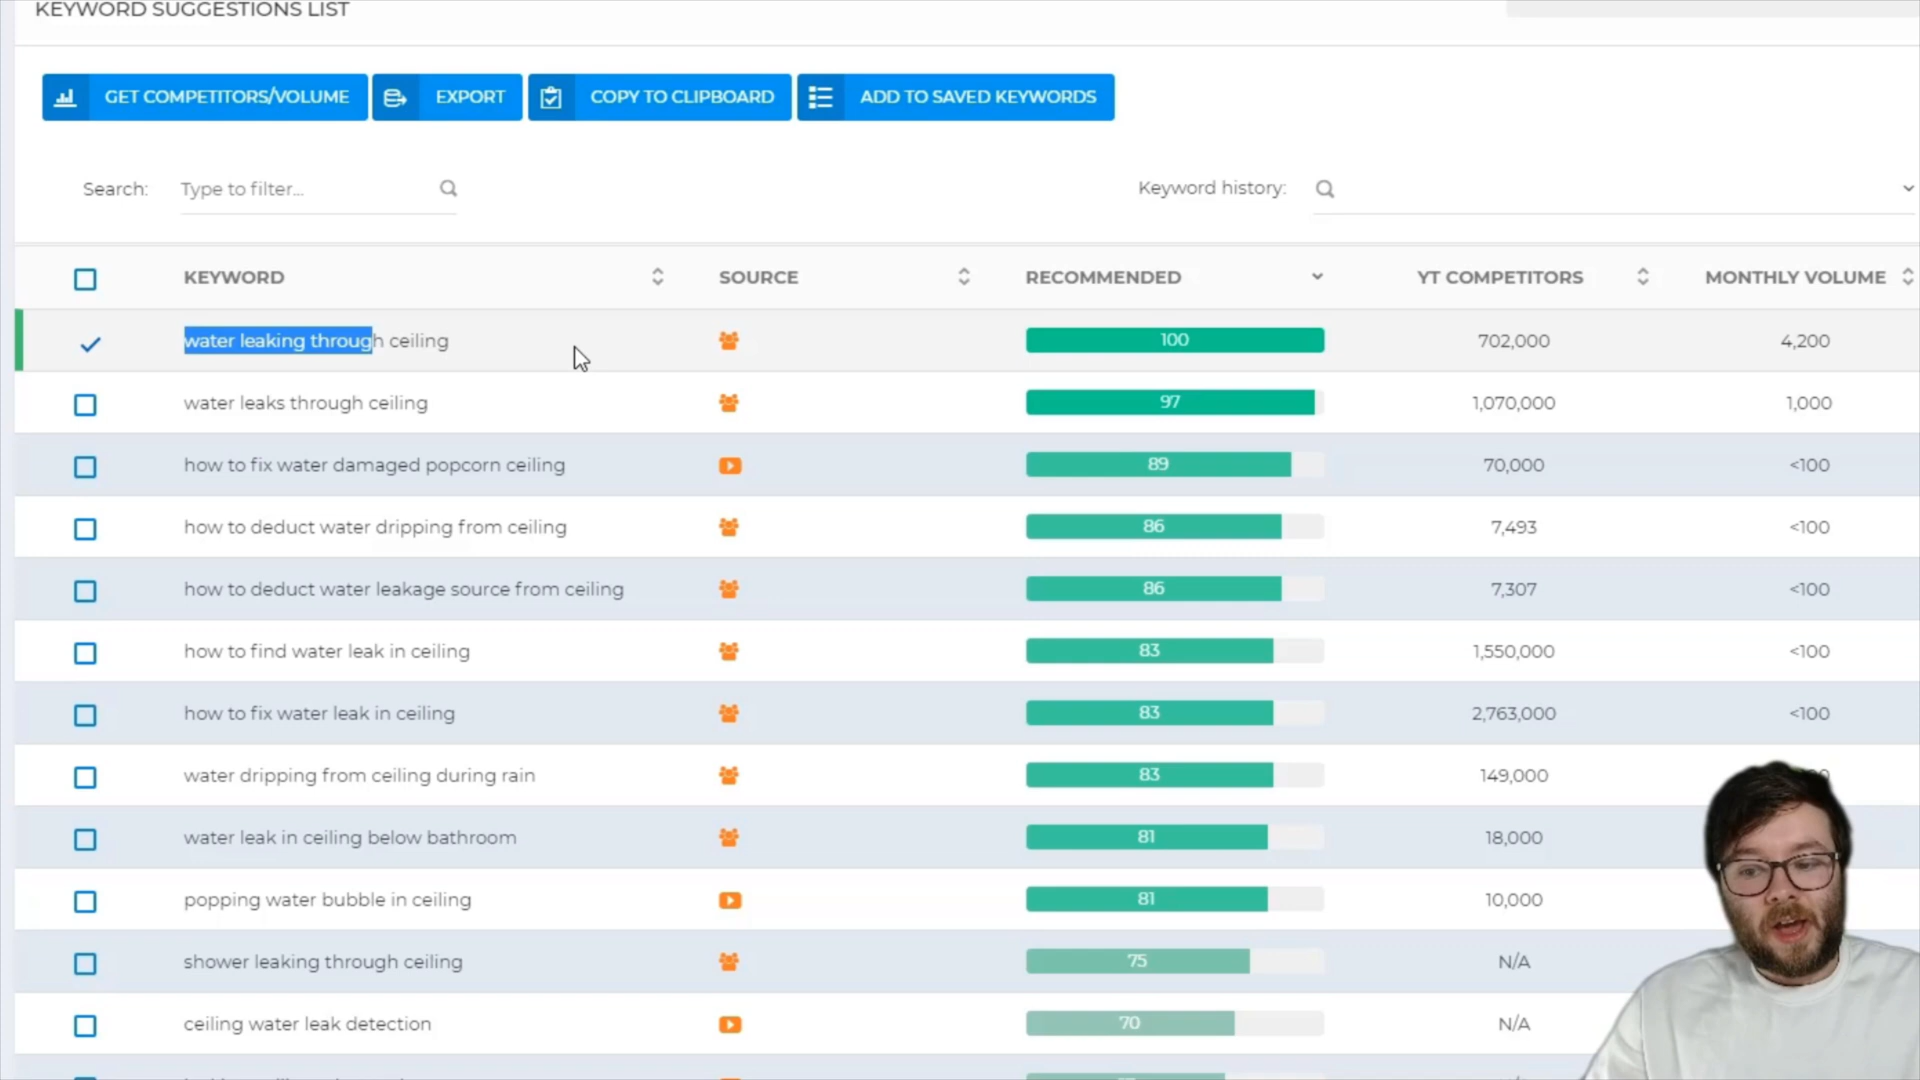 KEYWORD SUGGESTIONS LIST
GET COMPETITORS/VOLUME EXPORT COPY TO CLIPBOARD ADD TO SAVED KEYWORDS
Search: Type to filter... Keyword history:
KEYWORD SOURCE RECOMMENDED YT COMPETITORS MONTHLY VOLUME
water leaking through ceiling 100 702,000 4,200
water leaks through ceiling 97 1,070,000 1,000
how to fix water damaged popcorn ceiling 89 70,000 <100
how to deduct water dripping from ceiling 86 7,493 <100
how to deduct water leakage source from ceiling 86 7,307 <100
how to find water leak in ceiling 83 1,550,000 <100
how to fix water leak in ceiling 83 2,763,000 <100
water dripping from ceiling during rain 83 149,000
water leak in ceiling below bathroom 81 18,000
popping water bubble in ceiling 81 10,000
shower leaking through ceiling 75 N/A
ceiling water leak detection 70 N/A